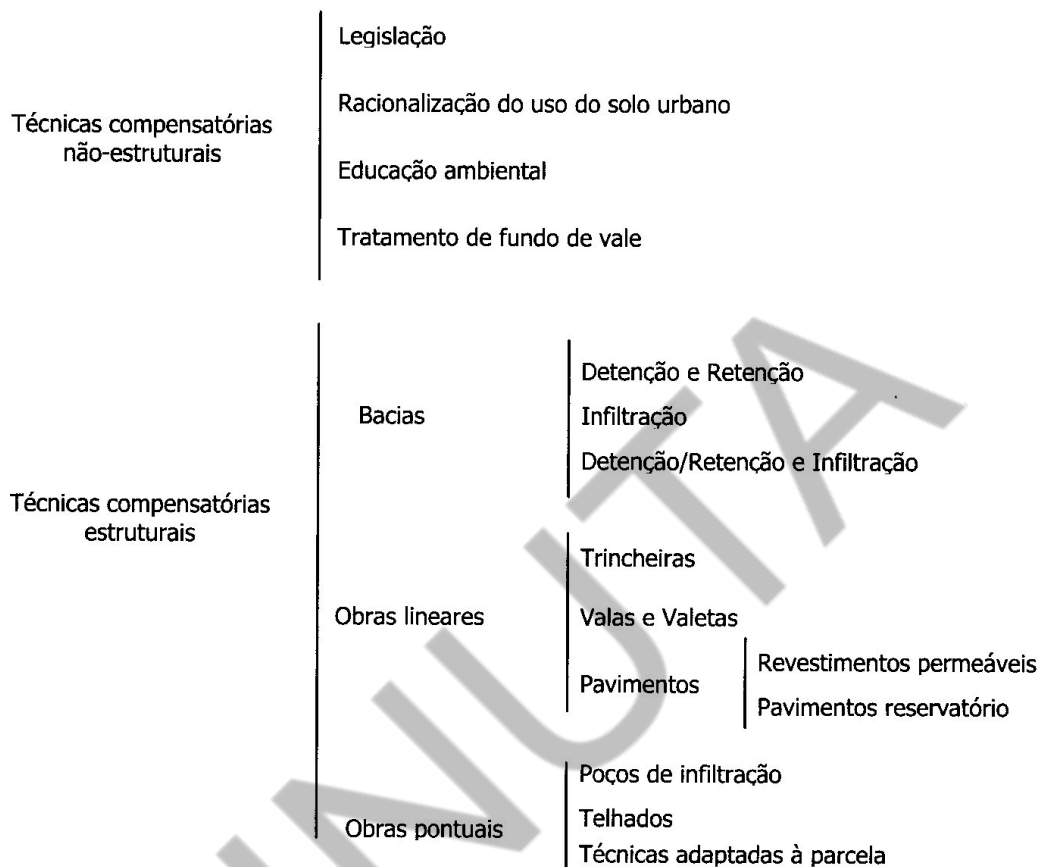 Técnicas compensatórias
não-estruturais
Legislação
Racionalização do uso do solo urbano
Educação ambiental
Tratamento de fundo de vale
Técnicas compensatórias
estruturais
Bacias
Detenção e Retenção
Infiltração
Detenção/Retenção e Infiltração
Obras lineares
Trincheiras
Valas e Valetas
Pavimentos
Revestimentos permeáveis
Pavimentos reservatório
Obras pontuais
Poços de infiltração
Telhados
Técnicas adaptadas à parcela
INUTA